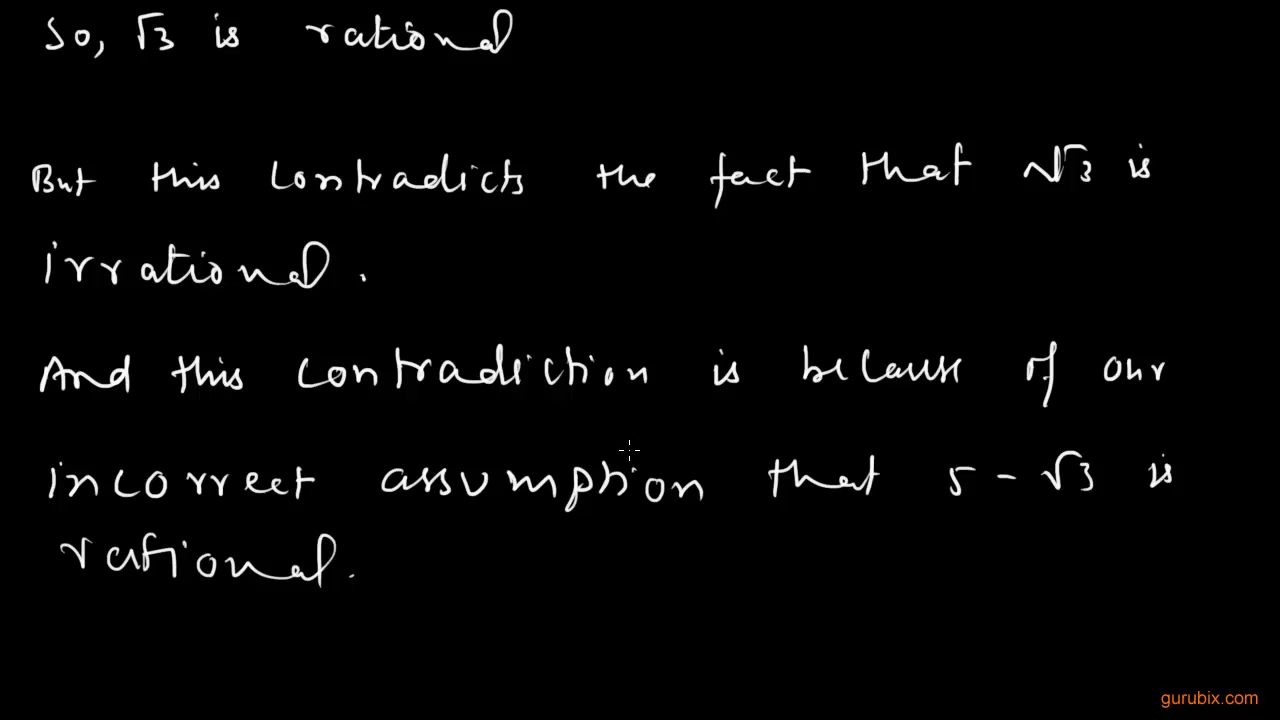 So, √3 is rational
But this contradicts the fact that √3 is
irrational.
And this contradiction is because of our
incorrect assumption that 5 - √3 is
rational.
gurubix.com